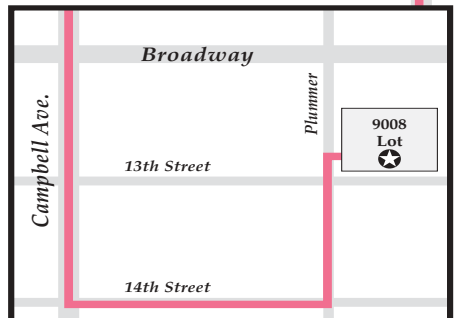 Broadway
Campbell Ave.
Plummer
9008
Lot
13th Street
14th Street